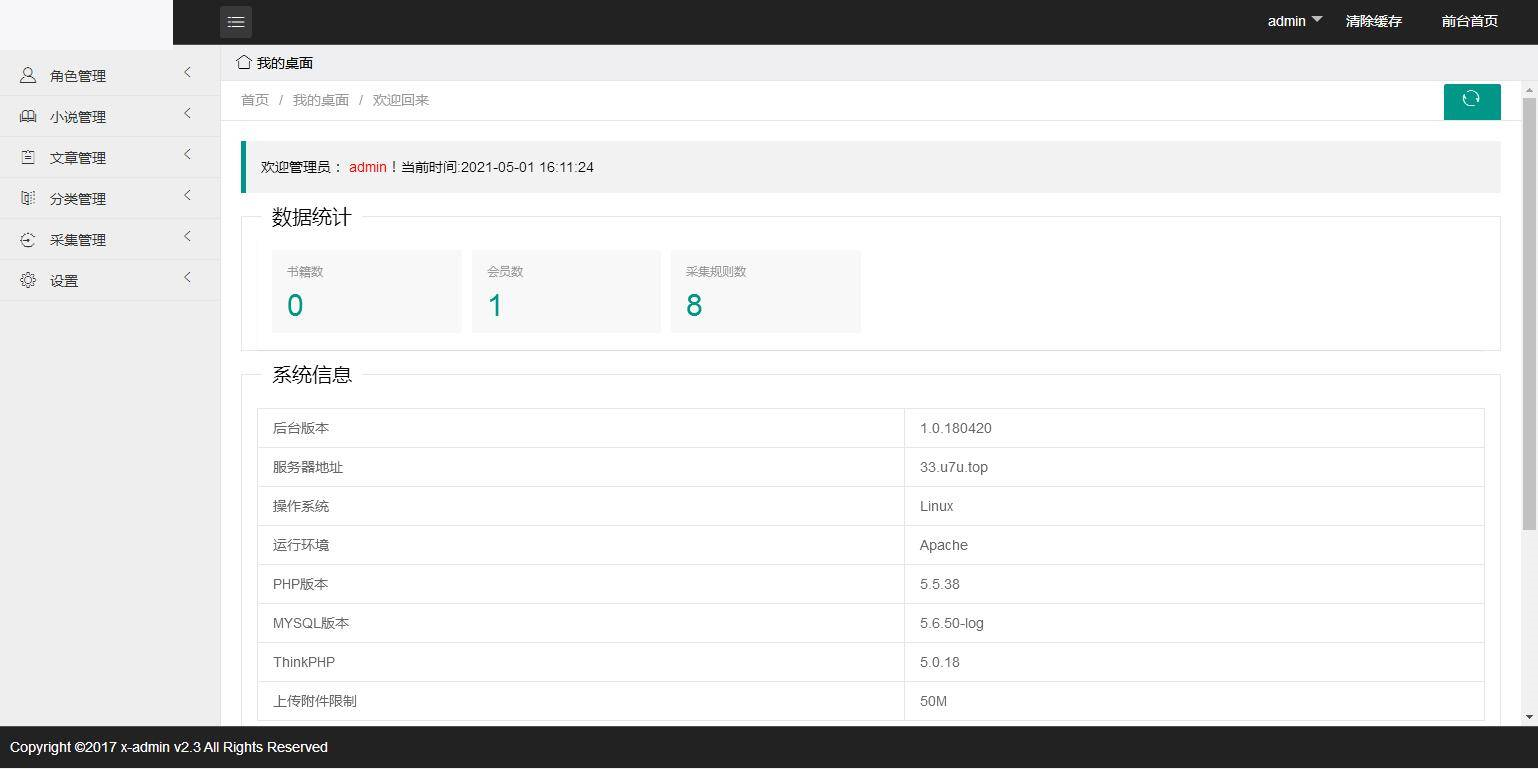 admin 清除缓存 前台首页
我的桌面
角色管理
小说管理
文章管理
分类管理
采集管理
设置
首页 / 我的桌面 / 欢迎回来
欢迎管理员： admin！当前时间:2021-05-01 16:11:24
数据统计
书籍数 会员数 采集规则数
0 1 8
系统信息
后台版本 1.0.180420
服务器地址 33.u7u.top
操作系统 Linux
运行环境 Apache
PHP版本 5.5.38
MYSQL版本 5.6.50-log
ThinkPHP 5.0.18
上传附件限制 50M
Copyright ©2017 x-admin v2.3 All Rights Reserved